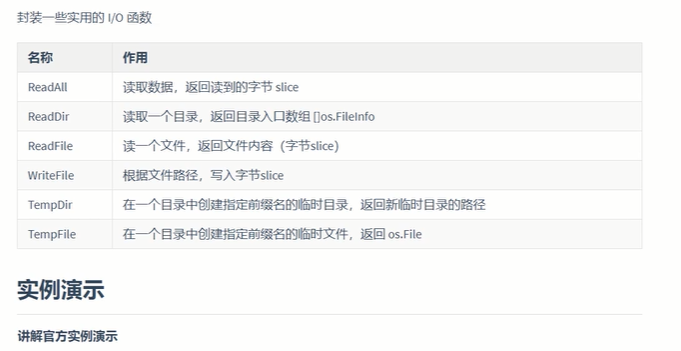 封装一些实用的 I/O 函数
名称 作用
ReadAll 读取数据，返回读到的字节 slice
ReadDir 读取一个目录，返回目录入口数组 []os.FileInfo
ReadFile 读一个文件，返回文件内容（字节slice）
WriteFile 根据文件路径，写入字节slice
TempDir 在一个目录中创建指定前缀名的临时目录，返回新临时目录的路径
TempFile 在一个目录中创建指定前缀名的临时文件，返回 os.File
实例演示
讲解官方实例演示